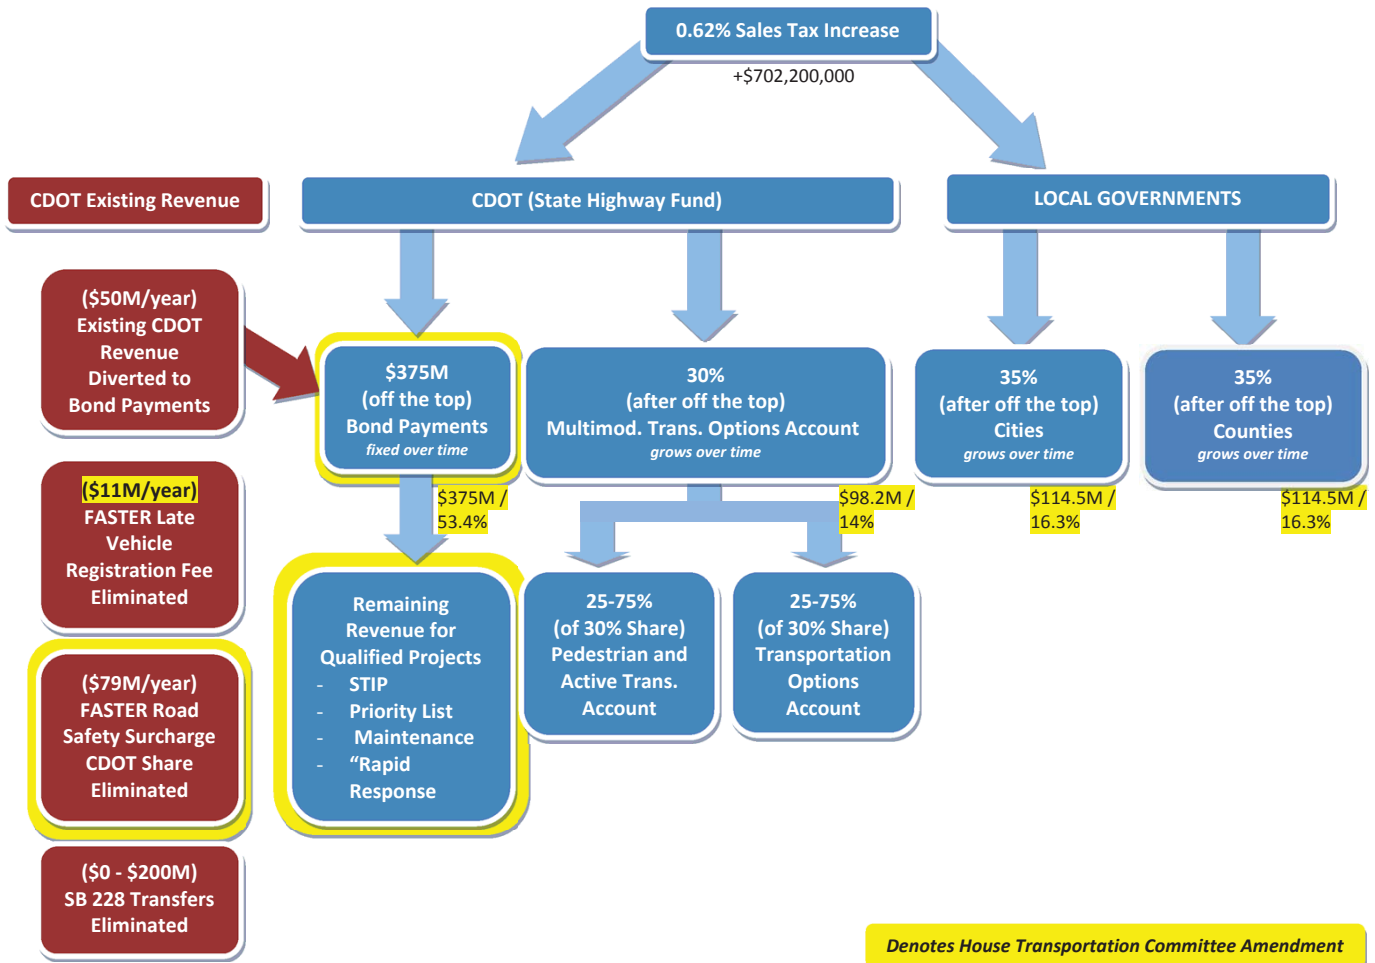 0.62% Sales Tax Increase
+$702,200,000
CDOT Existing Revenue
CDOT (State Highway Fund)
LOCAL GOVERNMENTS
($50M/year)
Existing CDOT
Revenue
Diverted to
Bond Payments
$375M
(off the top)
Bond Payments
fixed over time
30%
(after off the top)
Multimod. Trans. Options Account
grows over time
35%
(after off the top)
Cities
grows over time
35%
(after off the top)
Counties
grows over time
($11M/year)
FASTER Late
Vehicle
Registration Fee
Eliminated
$375M /
53.4%
$98.2M /
14%
$114.5M /
16.3%
$114.5M /
16.3%
Remaining
Revenue for
Qualified Projects
- STIP
- Priority List
- Maintenance
- “Rapid
Response
25-75%
(of 30% Share)
Pedestrian and
Active Trans.
Account
25-75%
(of 30% Share)
Transportation
Options
Account
($79M/year)
FASTER Road
Safety Surcharge
CDOT Share
Eliminated
($0 - $200M)
SB 228 Transfers
Eliminated
Denotes House Transportation Committee Amendment